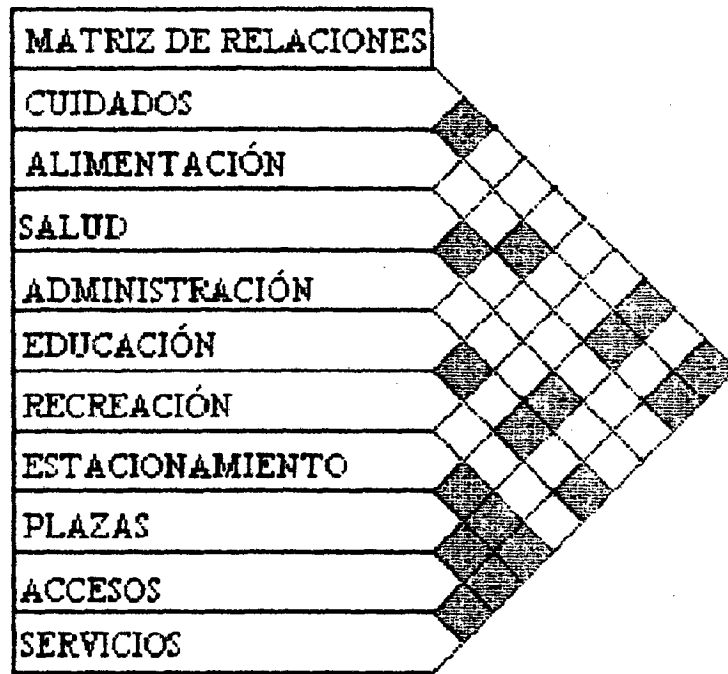 MATRIZ DE RELACIONES
CUIDADOS
ALIMENTACIÓN
SALUD
ADMINISTRACIÓN
EDUCACIÓN
RECREACIÓN
ESTACIONAMIENTO
PLAZAS
ACCESOS
SERVICIOS